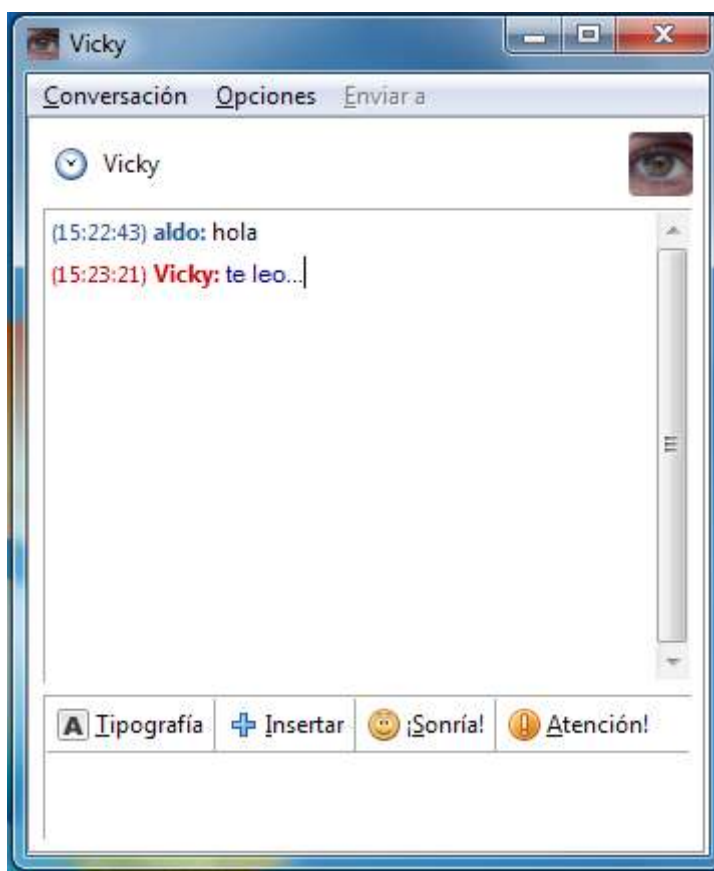 Vicky
Conversación Opciones Enviar a
Vicky
(15:22:43) aldo: hola
(15:23:21) Vicky: te leo...
A Tipografía Insertar ¡Sonría! Atención!